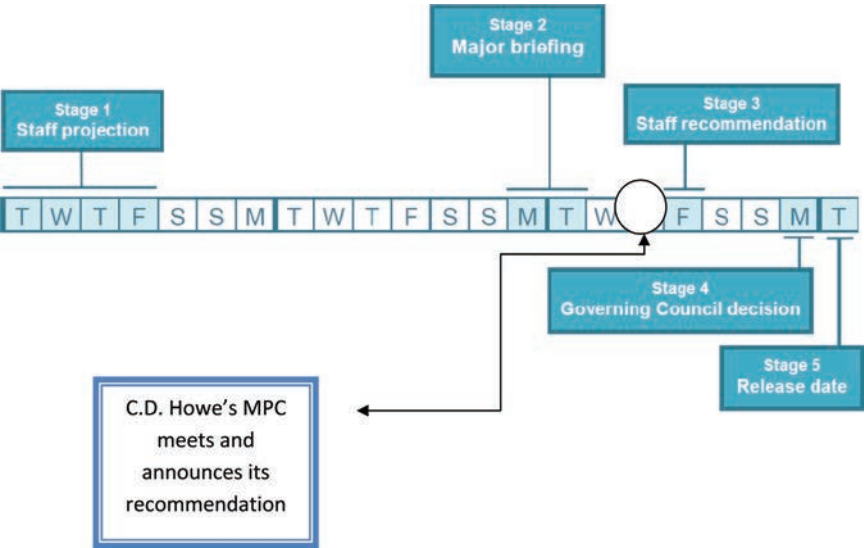 Stage 2
Major briefing
Stage 1
Staff projection
Stage 3
Staff recommendation
T W T F S S M T W T F S S M T W F S S M T
Stage 4
Governing Council decision
Stage 5
Release date
C.D. Howe's MPC
meets and
announces its
recommendation